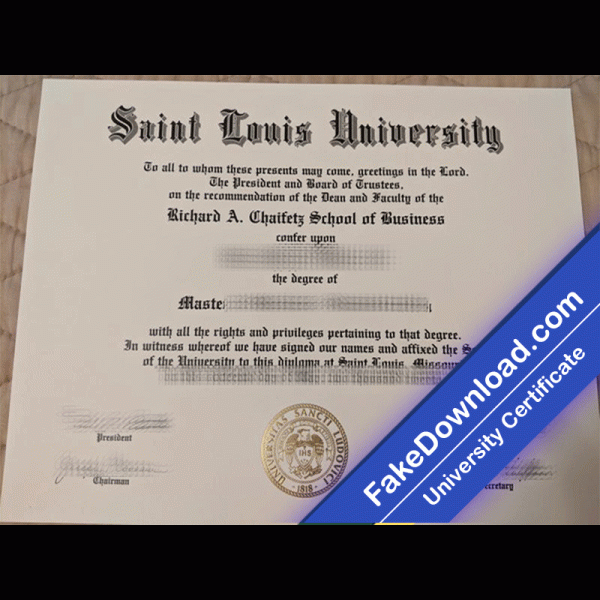 Saint Louis University
To all to whom these presents may come, greetings in the Lord.
The President and Board of Trustees,
on the recommendation of the Dean and Faculty of the
Richard A. Chaifetz School of Business
confer upon
the degree of
Maste
with all the rights and privileges pertaining to that degree.
In witness whereof we have signed our names and affixed the S
of the University to this diploma at Saint Louis, Missour
President
Chairman
ecretary
UNIVERSITAS SANCTI LUDOVICI
IHS
1818
FakeDownload.com
University Certificate